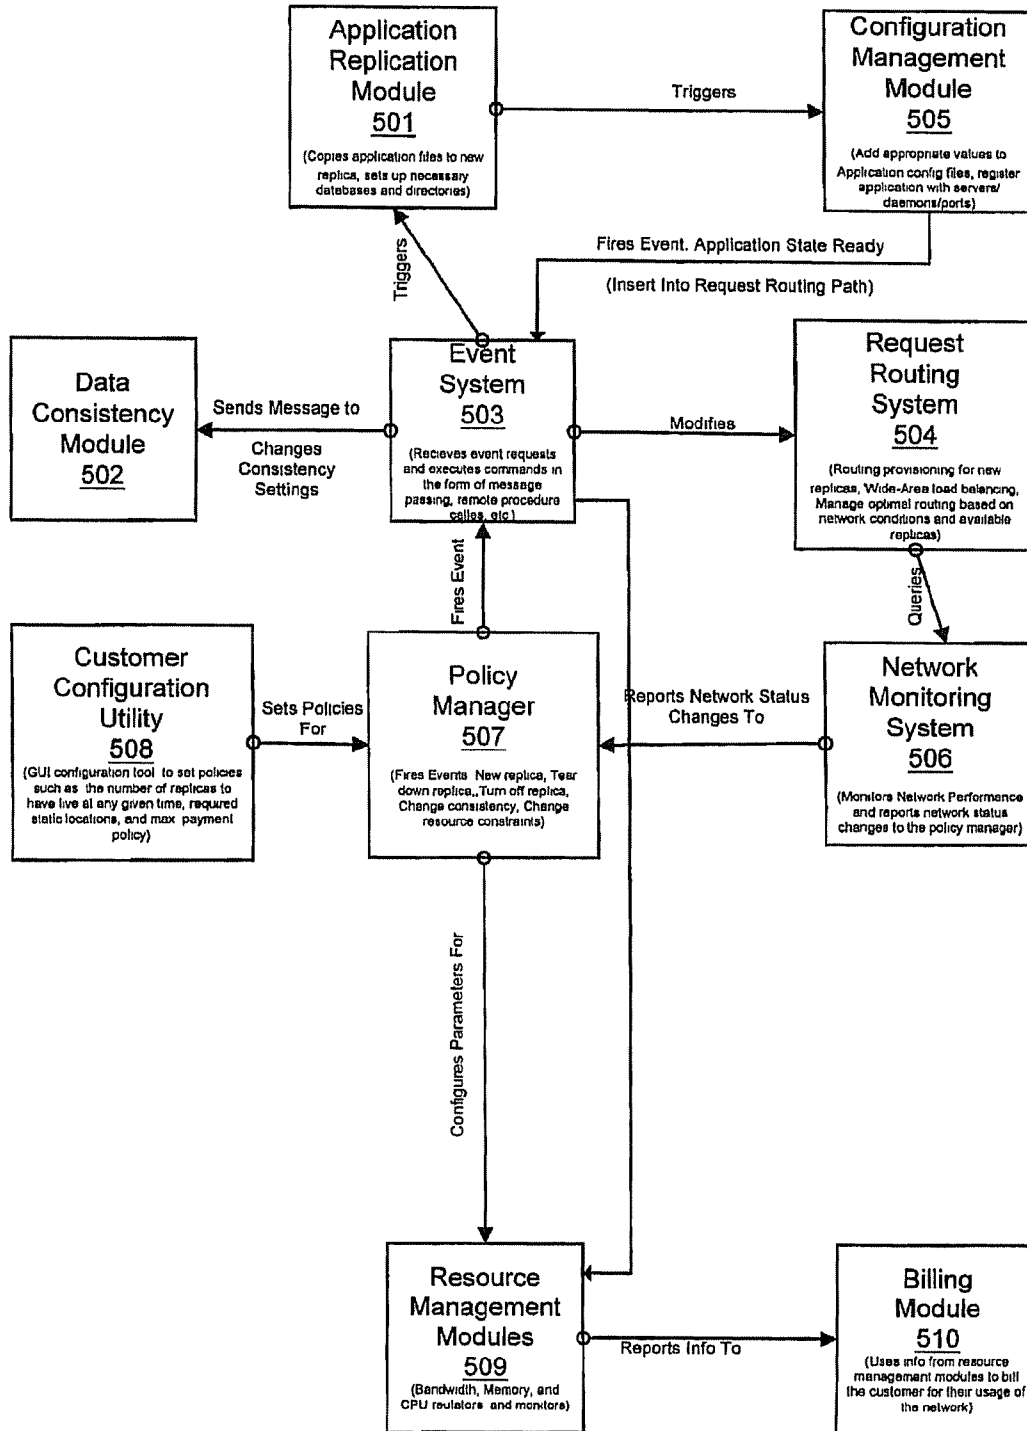 Application
Replication
Module
501
(Copies application files to new
replica, sets up necessary
databases and directories)
Triggers
Configuration
Management
Module
505
(Add appropriate values to
Application config files, register
application with servers/
daemons/ports)
Triggers
Fires Event. Application State Ready
(Insert Into Request Routing Path)
Data
Consistency
Module
502
Sends Message to
Changes
Consistency
Settings
Event
System
503
(Recieves event requests
and executes commands in
the form of message
passing, remote procedure
calles, etc)
Modifies
Request
Routing
System
504
(Routing provisioning for new
replicas, Wide-Area load balancing,
Manage optimal routing based on
network conditions and available
replicas)
Fires Event
Queries
Customer
Configuration
Utility
508
(GUI configuration tool to set policies
such as the number of replicas to
have live at any given time, required
static locations, and max payment
policy)
Sets Policies
For
Policy
Manager
507
(Fires Events New replica, Tear
down replica,,Turn off replica,
Change consistency, Change
resource constraints)
Reports Network Status
Changes To
Network
Monitoring
System
506
(Monitors Network Performance
and reports network status
changes to the policy manager)
Configures Parameters For
Resource
Management
Modules
509
(Bandwidth, Memory, and
CPU reulators and monitors)
Reports Info To
Billing
Module
510
(Uses info from resource
management modules to bill
the customer for their usage of
the network)